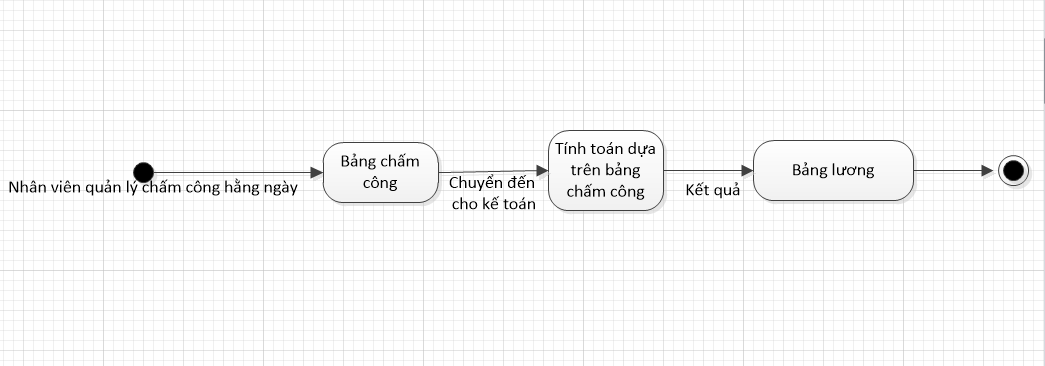 Nhân viên quản lý chấm công hằng ngày
Bảng chấm
công
Chuyển đến
cho kế toán
Tính toán dựa
trên bảng
chấm công
Kết quả
Bảng lương